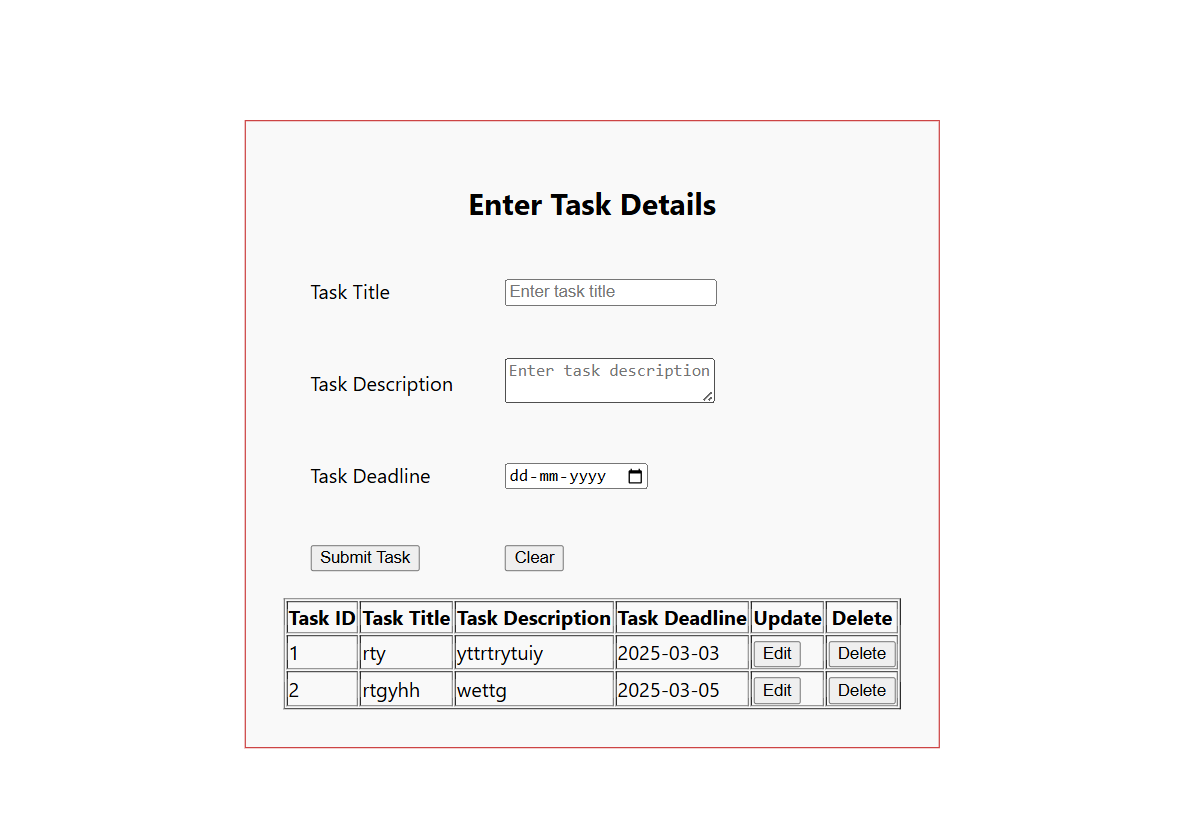 Enter Task Details
Task Title Enter task title
Task Description Enter task description
Task Deadline dd-mm-yyyy
Submit Task Clear
Task ID Task Title Task Description Task Deadline Update Delete
1 rty yttrtrytuiy 2025-03-03 Edit Delete
2 rtgyhh wettg 2025-03-05 Edit Delete